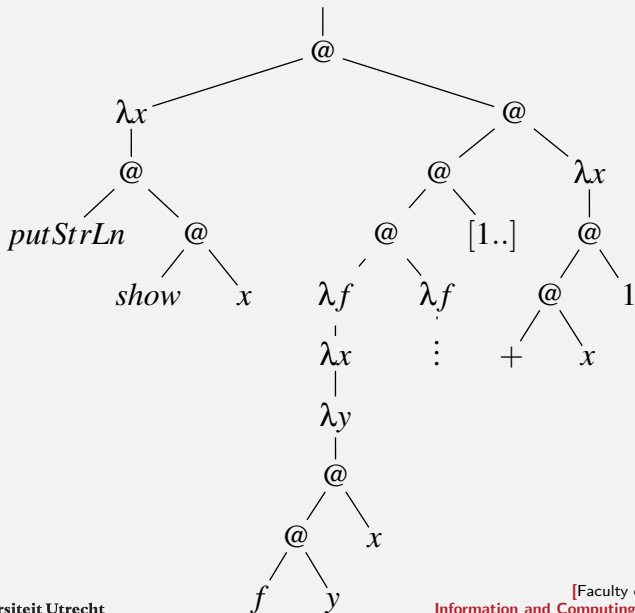 @
λx @
@ @ λx
putStrLn @ @ [1..] @
show x λf λf @ 1
λx ⋮ + x
λy
@
@ x
f y
rsiteit Utrecht
[Faculty
Information and Computing